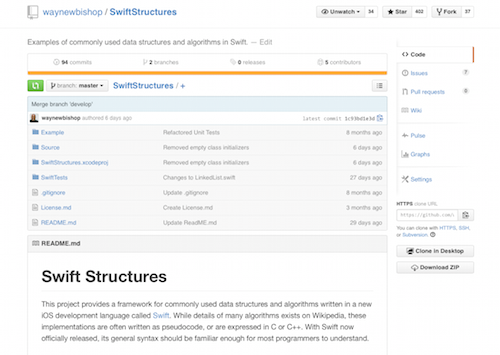 waynewbishop / SwiftStructures
Unwatch 34
Star 403
Fork 57
Examples of commonly used data structures and algorithms in Swift. — Edit
94 commits
2 branches
0 releases
5 contributors
branch: master
SwiftStructures / +
Merge branch 'develop'
waynewbishop authored 6 days ago
latest commit
Example Refactored Unit Tests 8 months ago
Source Removed empty class initializers 6 days ago
SwiftStructures.xcodeproj Removed empty class initializers 6 days ago
SwiftTests Changes to LinkedList.swift 27 days ago
.gitignore Update .gitignore 8 months ago
License.md Create License.md 3 months ago
README.md Update ReadME.md 29 days ago
README.md
Swift Structures
This project provides a framework for commonly used data structures and algorithms written in a new
iOS development language called Swift. While details of many algorithms exists on Wikipedia, these
implementations are often written as pseudocode, or are expressed in C or C++. With Swift now
officially released, its general syntax should be familiar enough for most programmers to understand.
Code
Issues 7
Pull requests 0
Wiki
Pulse
Graphs
Settings
HTTPS clone URL
https://github.com/
You can clone with HTTPS, SSH,
or Subversion.
Clone in Desktop
Download ZIP